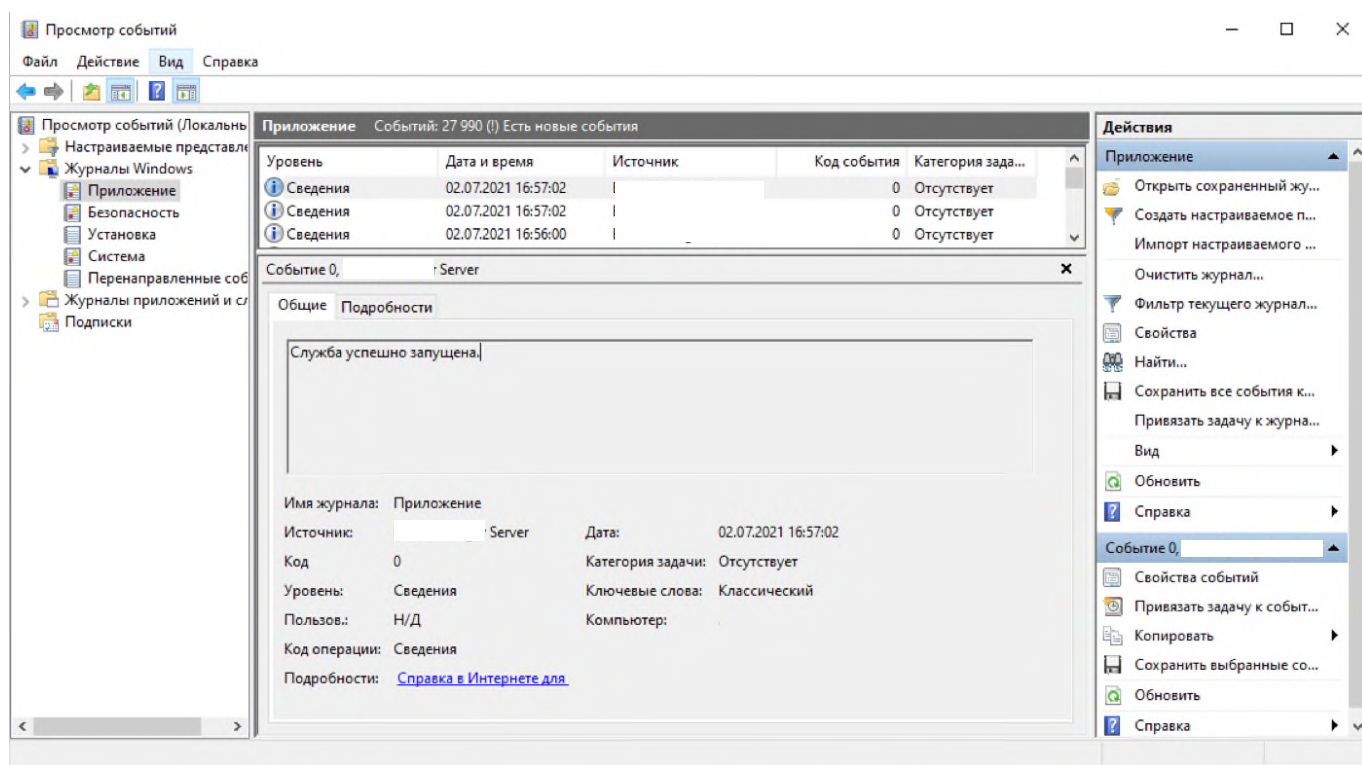 Просмотр событий
Файл Действие Вид Справка
Просмотр событий (Локальнь
Настраиваемые представле
Журналы Windows
Приложение
Безопасность
Установка
Система
Перенаправленные соб
Журналы приложений и сл
Подписки
Приложение Событий: 27 990 (!) Есть новые события
Уровень Дата и время Источник Код события Категория зада...
Сведения 02.07.2021 16:57:02 0 Отсутствует
Сведения 02.07.2021 16:57:02 0 Отсутствует
Сведения 02.07.2021 16:56:00 0 Отсутствует
Событие 0, Server
Общие Подробности
Служба успешно запущена.
Имя журнала: Приложение
Источник: Server Дата: 02.07.2021 16:57:02
Код 0 Категория задачи: Отсутствует
Уровень: Сведения Ключевые слова: Классический
Пользов.: Н/Д Компьютер:
Код операции: Сведения
Подробности: Справка в Интернете для
Действия
Приложение
Открыть сохраненный жу...
Создать настраиваемое п...
Импорт настраиваемого ...
Очистить журнал...
Фильтр текущего журнал...
Свойства
Найти...
Сохранить все события к...
Привязать задачу к журна...
Вид
Обновить
Справка
Событие 0,
Свойства событий
Привязать задачу к событ...
Копировать
Сохранить выбранные со...
Обновить
Справка